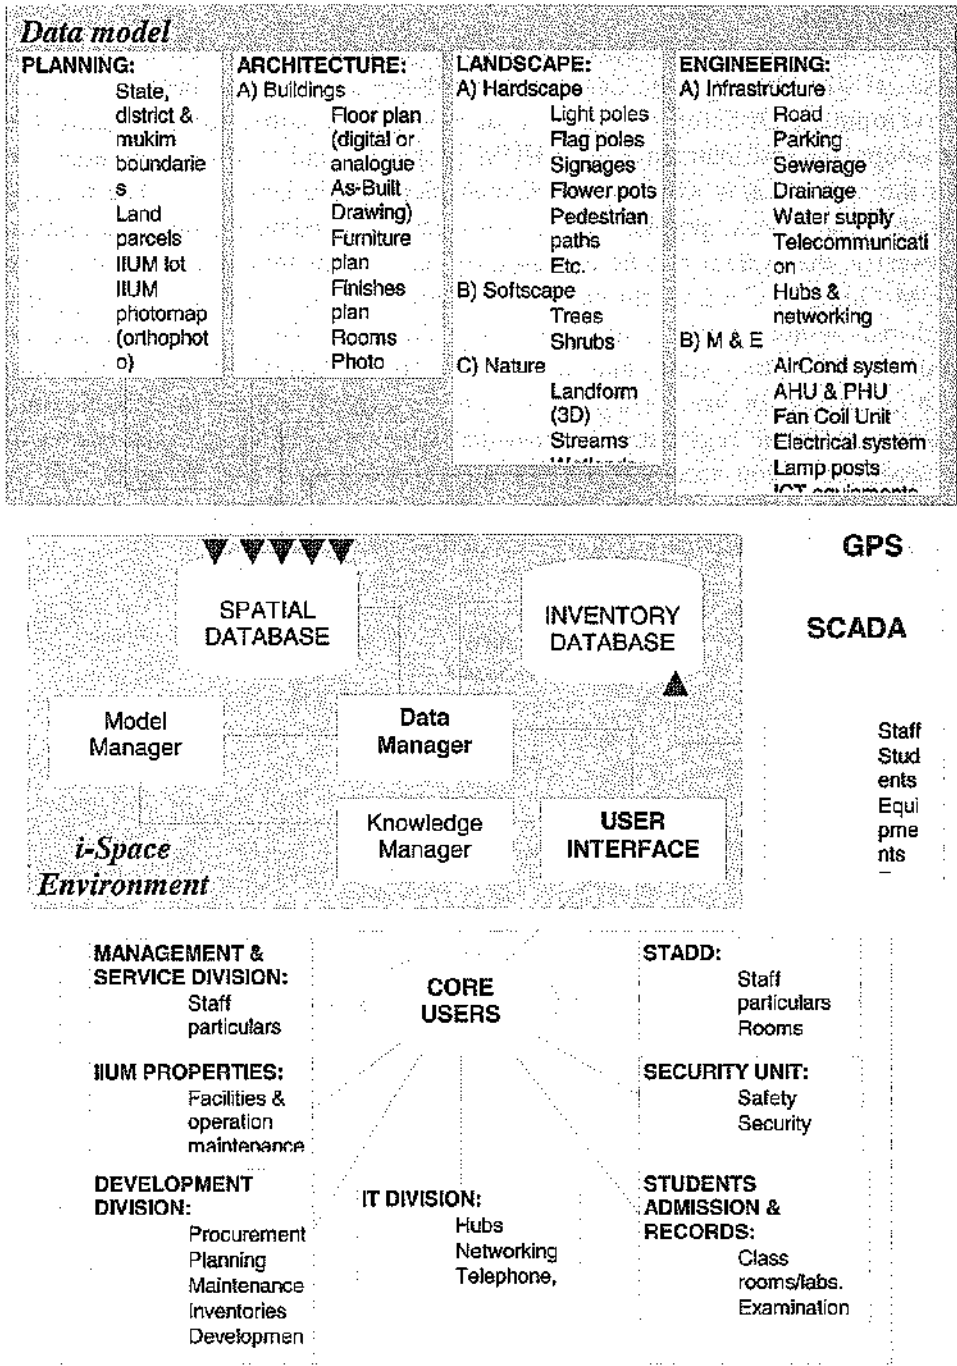 Data model
PLANNING:
State,
district &
mukim
boundarie
s
Land
parcels
IIUM lot
IIUM
photomap
(orthophot
o)
ARCHITECTURE:
A) Buildings
Floor plan
(digital or
analogue
As-Built
Drawing)
Furniture
plan
Finishes
plan
Rooms
Photo
LANDSCAPE:
A) Hardscape
Light poles
Flag poles
Signages
Flower pots
Pedestrian
paths
Etc.
B) Softscape
Trees
Shrubs
C) Nature
Landform
(3D)
Streams
ENGINEERING:
A) Infrastructure
Road
Parking
Sewerage
Drainage
Water supply
Telecommunicati
on
Hubs &
networking
B) M & E
AirCond system
AHU & PHU
Fan Coil Unit
Electrical system
Lamp posts
ICT equipments
SPATIAL
DATABASE
INVENTORY
DATABASE
GPS
SCADA
Model
Manager
Data
Manager
Knowledge
Manager
USER
INTERFACE
i-Space
Environment
Staff
Stud
ents
Equi
pme
nts
MANAGEMENT &
SERVICE DIVISION:
Staff
particulars
IIUM PROPERTIES:
Facilities &
operation
maintenance
DEVELOPMENT
DIVISION:
Procurement
Planning
Maintenance
Inventories
Developmen
CORE
USERS
IT DIVISION:
Hubs
Networking
Telephone,
STADD:
Staff
particulars
Rooms
SECURITY UNIT:
Safety
Security
STUDENTS
ADMISSION &
RECORDS:
Class
rooms/labs.
Examination